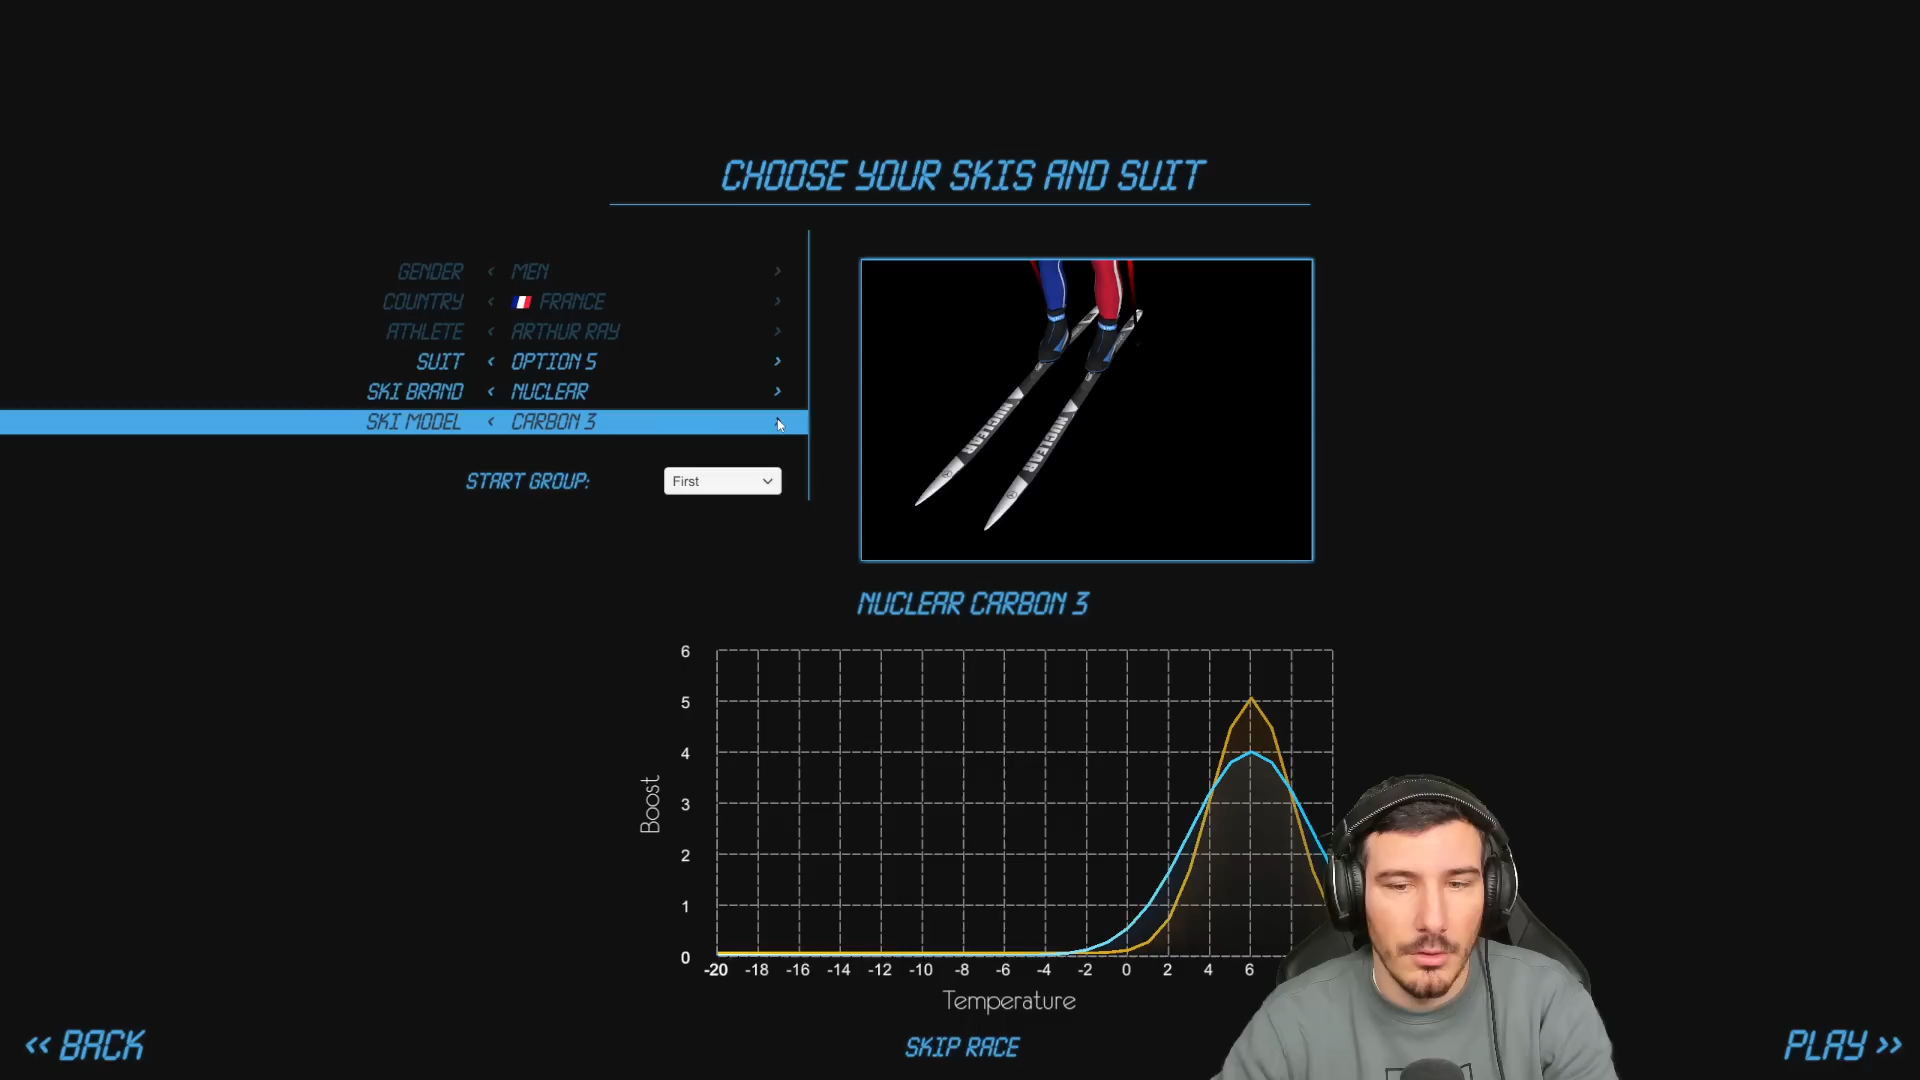 CHOOSE YOUR SKIS AND SUIT
GENDER < MEN >
COUNTRY < FRANCE >
ATHLETE < ARTHUR RAY >
SUIT < OPTION 5 >
SKI BRAND < NUCLEAR >
SKI MODEL < CARBON 3
START GROUP: First
NUCLEAR
NUCLEAR
NUCLEAR CARBON 3
6
5
4
3
2
1
0
Boost
-20 -18 -16 -14 -12 -10 -8 -6 -4 -2 0 2 4 6
Temperature
<< BACK
SKIP RACE
PLAY >>